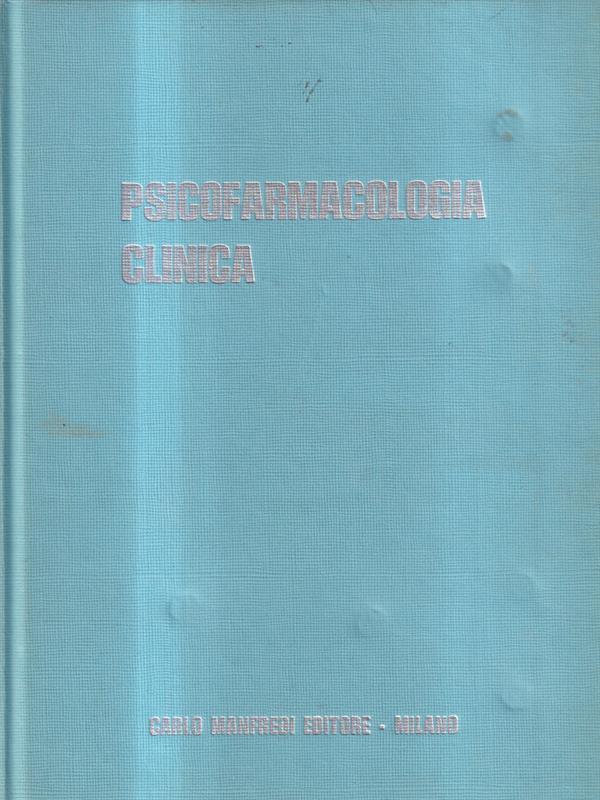 PSICOFARMACOLOGIA
CLINICA
CARLO MANFREDI EDITORE - MILANO